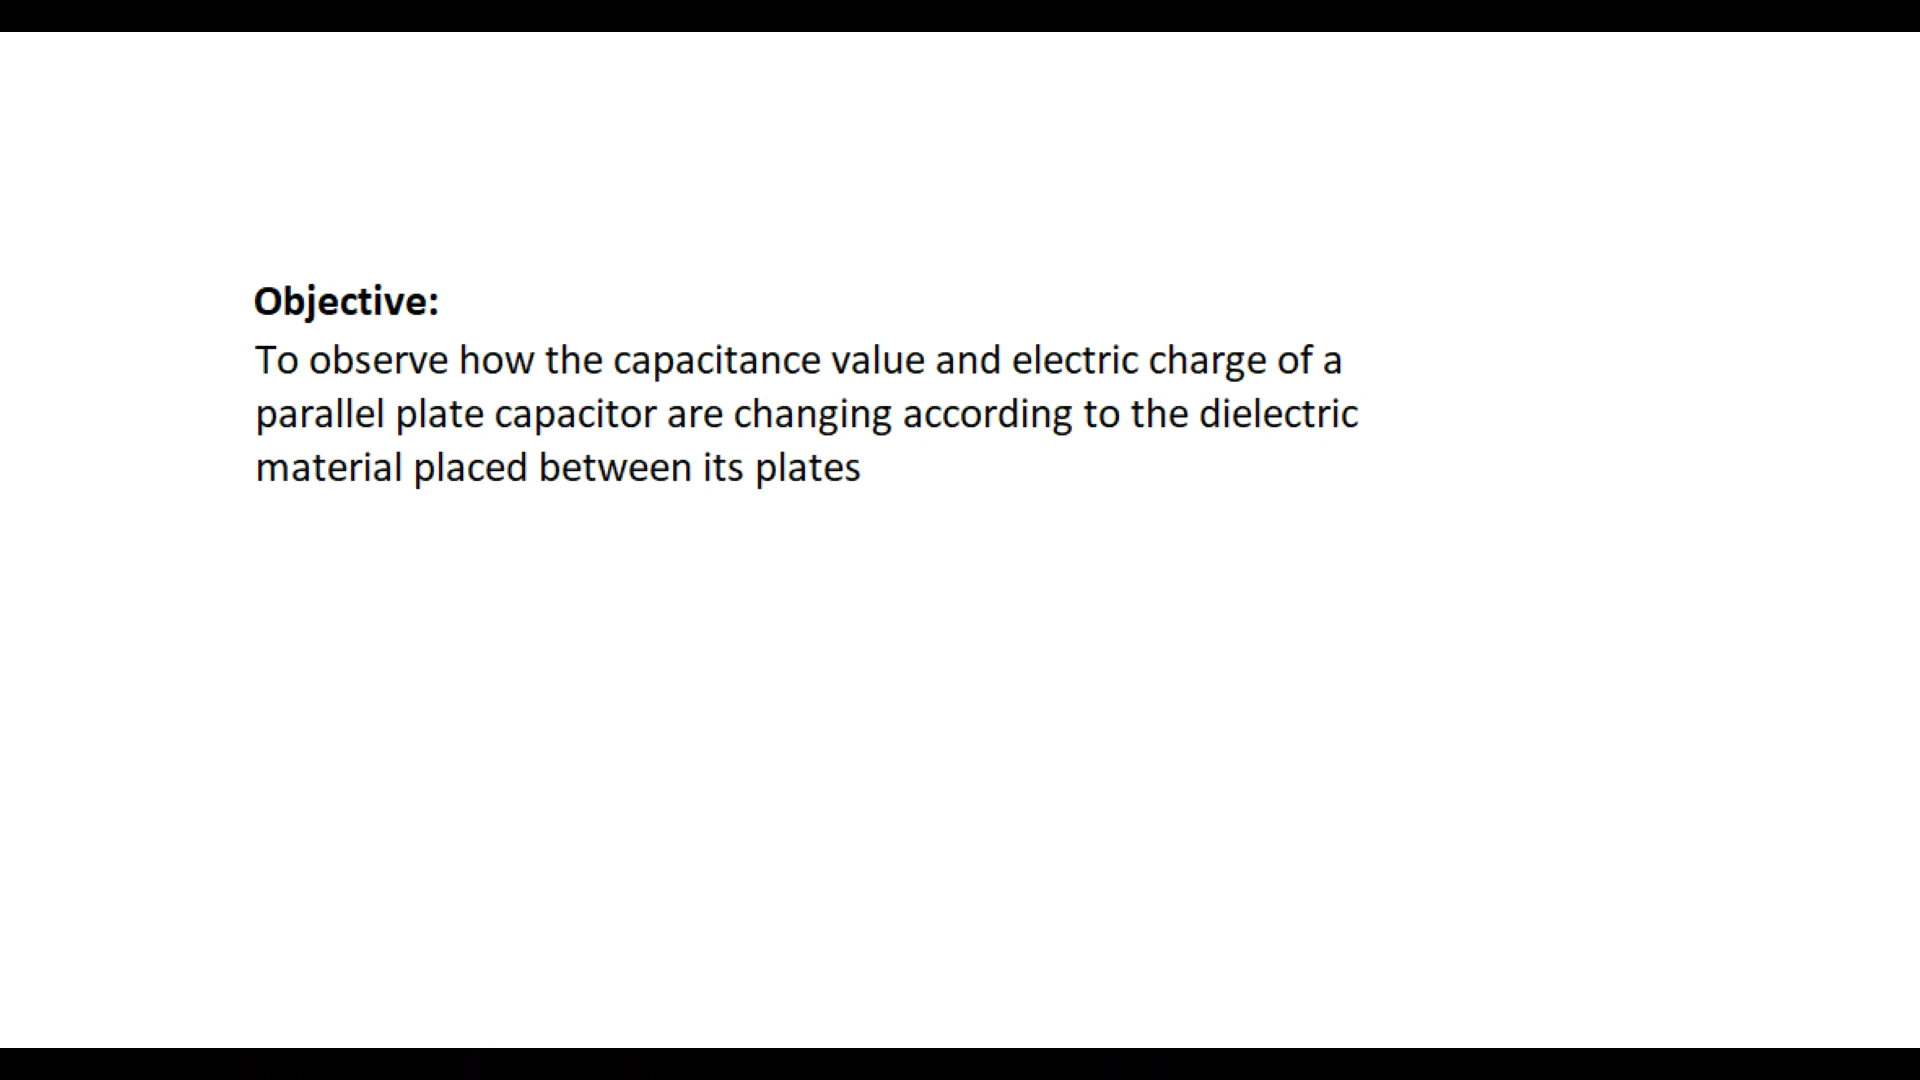 Objective:
To observe how the capacitance value and electric charge of a
parallel plate capacitor are changing according to the dielectric
material placed between its plates